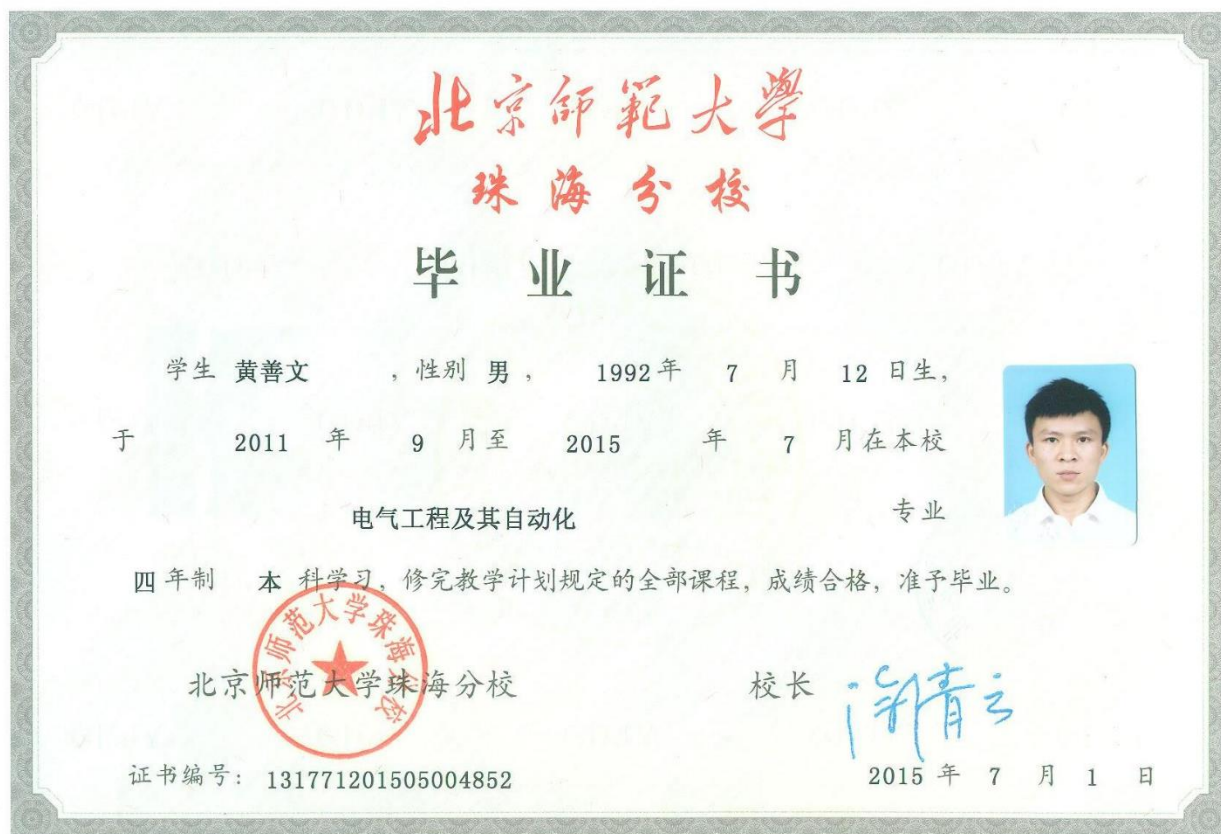 北京師範大學
珠海分校
毕业证书
学生 黄善文 ，性别 男， 1992年 7 月 12 日生，
于 2011 年 9 月至 2015 年 7 月在本校
电气工程及其自动化 专业
四 年制 本 科学习，修完教学计划规定的全部课程，成绩合格，准予毕业。
北京师范大学珠海分校
北京师范大学珠海分校 校长
证书编号：131771201505004852 2015 年 7 月 1 日